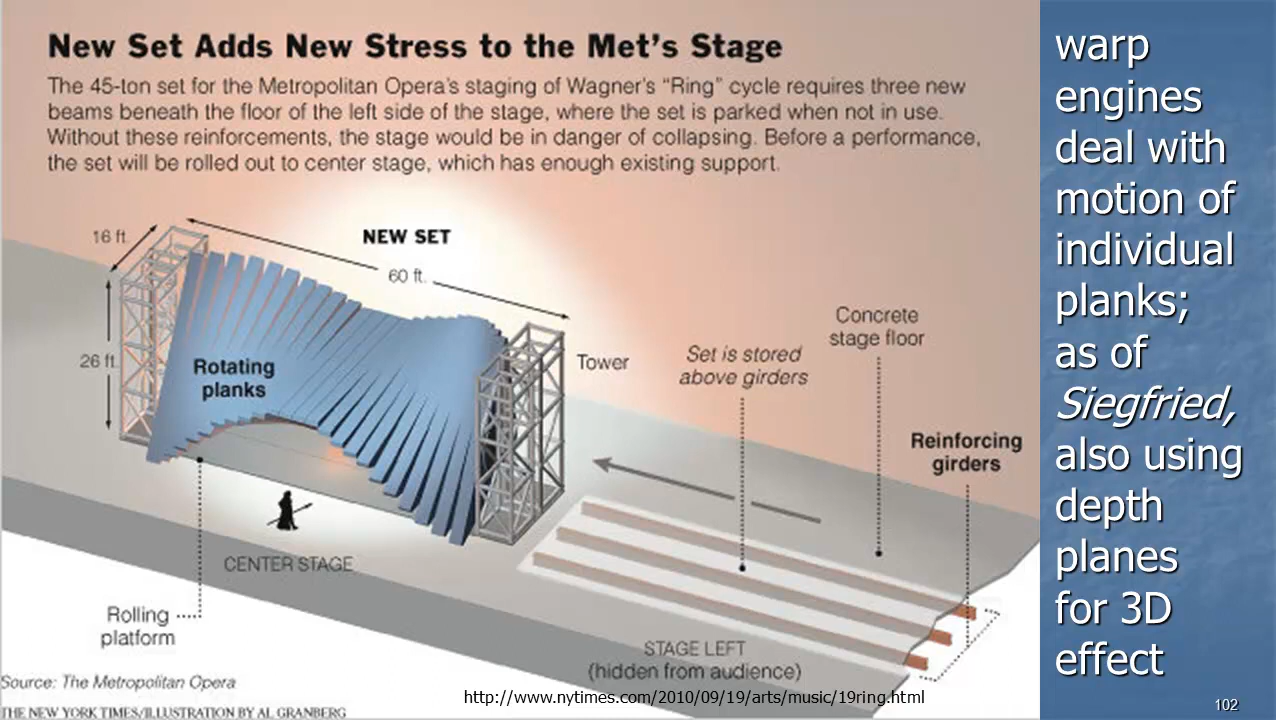 New Set Adds New Stress to the Met's Stage
The 45-ton set for the Metropolitan Opera's staging of Wagner's "Ring" cycle requires three new
beams beneath the floor of the left side of the stage, where the set is parked when not in use.
Without these reinforcements, the stage would be in danger of collapsing. Before a performance,
the set will be rolled out to center stage, which has enough existing support.
16 ft.
NEW SET
60 ft.
26 ft.
Rotating
planks
Tower
Set is stored
above girders
Concrete
stage floor
Reinforcing
girders
CENTER STAGE
Rolling
platform
STAGE LEFT
(hidden from audience)
Source: The Metropolitan Opera
http://www.nytimes.com/2010/09/19/arts/music/19ring.html
THE NEW YORK TIMES/ILLUSTRATION BY AL GRANBERG
warp
engines
deal with
motion of
individual
planks;
as of
Siegfried,
also using
depth
planes
for 3D
effect
102